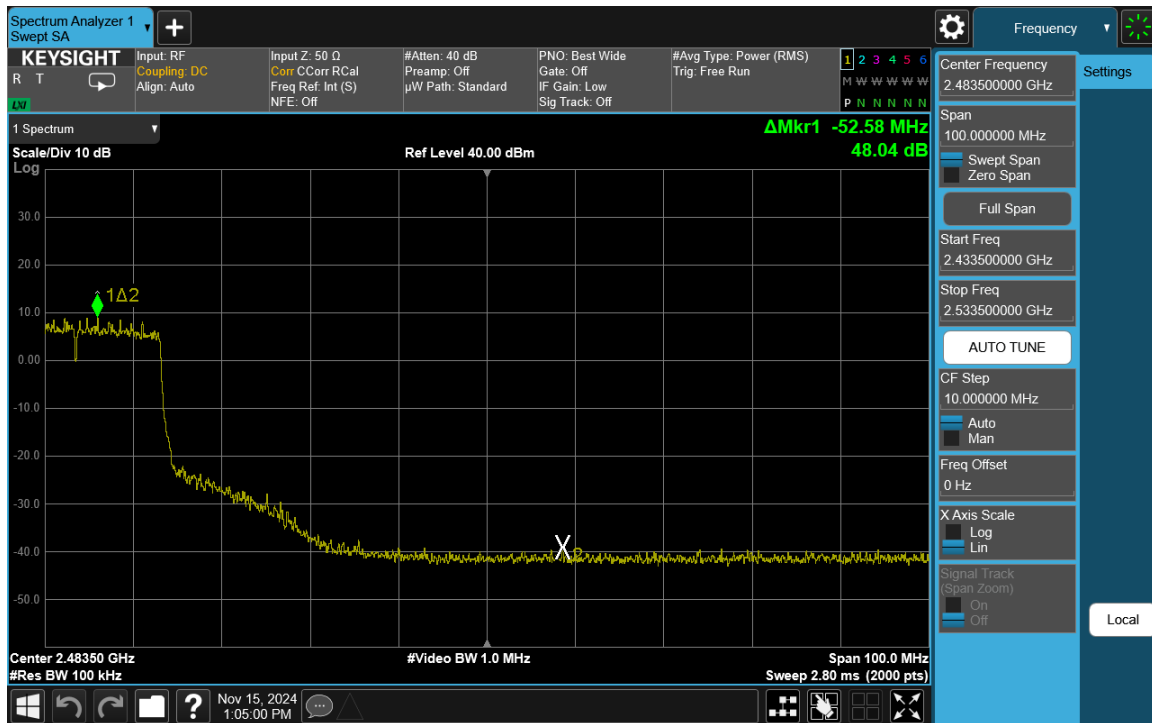 Spectrum Analyzer 1
Swept SA
+
Frequency
KEYSIGHT
R T
LXI
Input: RF
Coupling: DC
Align: Auto
Input Z: 50 Ω
Corr CCorr RCal
Freq Ref: Int (S)
NFE: Off
#Atten: 40 dB
Preamp: Off
µW Path: Standard
PNO: Best Wide
Gate: Off
IF Gain: Low
Sig Track: Off
#Avg Type: Power (RMS)
Trig: Free Run
1 2 3 4 5 6
M W W W W W
P N N N N N
1 Spectrum
Scale/Div 10 dB
Log
Ref Level 40.00 dBm
ΔMkr1 -52.58 MHz
48.04 dB
30.0
20.0
10.0
0.00
-10.0
-20.0
-30.0
-40.0
-50.0
1Δ2
X2
Center 2.48350 GHz
#Res BW 100 kHz
#Video BW 1.0 MHz
Span 100.0 MHz
Sweep 2.80 ms (2000 pts)
Center Frequency
2.483500000 GHz
Span
100.000000 MHz
Swept Span
Zero Span
Full Span
Start Freq
2.433500000 GHz
Stop Freq
2.533500000 GHz
AUTO TUNE
CF Step
10.000000 MHz
Auto
Man
Freq Offset
0 Hz
X Axis Scale
Log
Lin
Signal Track
(Span Zoom)
On
Off
Settings
Local
?
Nov 15, 2024
1:05:00 PM